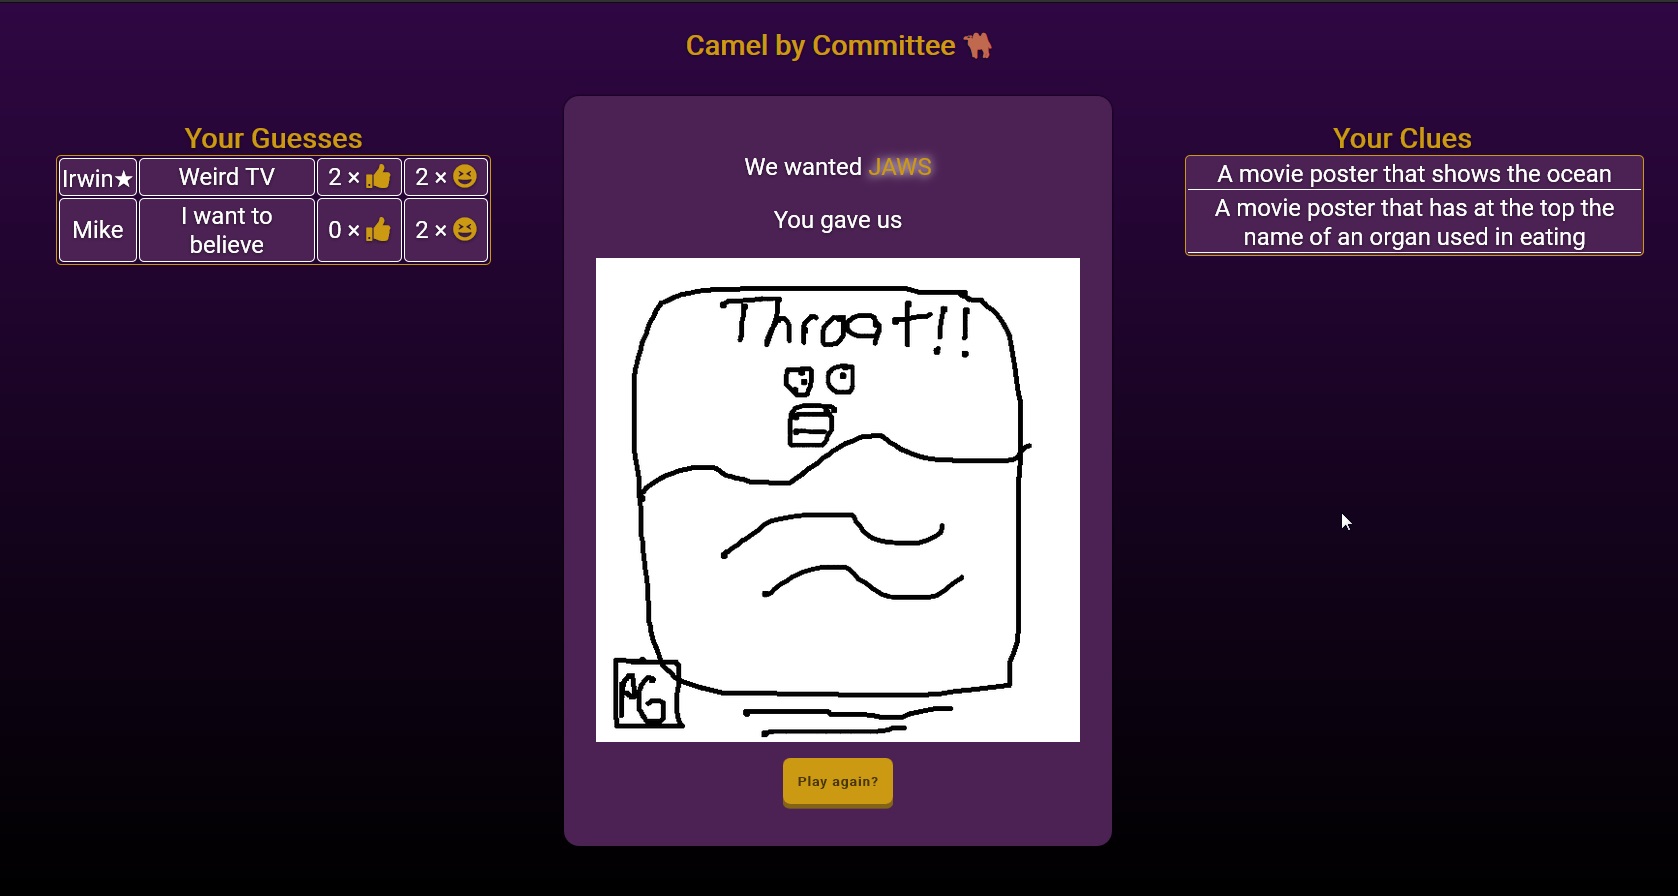 Camel by Committee
Your Guesses
Irwin★ Weird TV 2 × 2 ×
Mike I want to believe 0 × 2 ×
We wanted JAWS
You gave us
Throat!!
PG
Play again?
Your Clues
A movie poster that shows the ocean
A movie poster that has at the top the
name of an organ used in eating